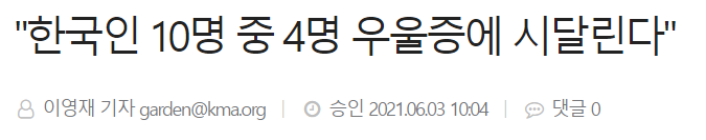 "한국인 10명 중 4명 우울증에 시달린다"
이영재 기자 garden@kma.org | 승인 2021.06.03 10:04 | 댓글 0